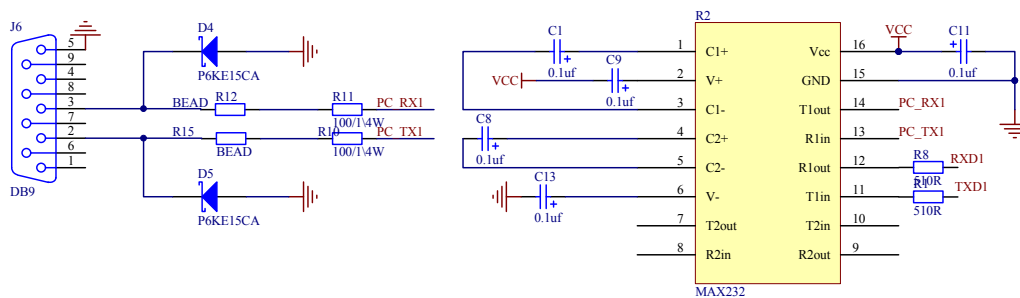 J6
5
9
4
8
3
7
2
6
1
DB9
D4
P6KE15CA
BEAD
R12
R11
100/1\4W
PC_RX1
R15
BEAD
R10
100/1\4W
PC_TX1
D5
P6KE15CA
C1
0.1uf
VCC
C9
0.1uf
C8
0.1uf
C13
0.1uf
R2
1 C1+ Vcc 16
2 V+ GND 15
3 C1- T1out 14
4 C2+ R1in 13
5 C2- R1out 12
6 V- T1in 11
7 T2out T2in 10
8 R2in R2out 9
MAX232
VCC
C11
0.1uf
PC_RX1
PC_TX1
R8
510R
RXD1
TXD1
510R